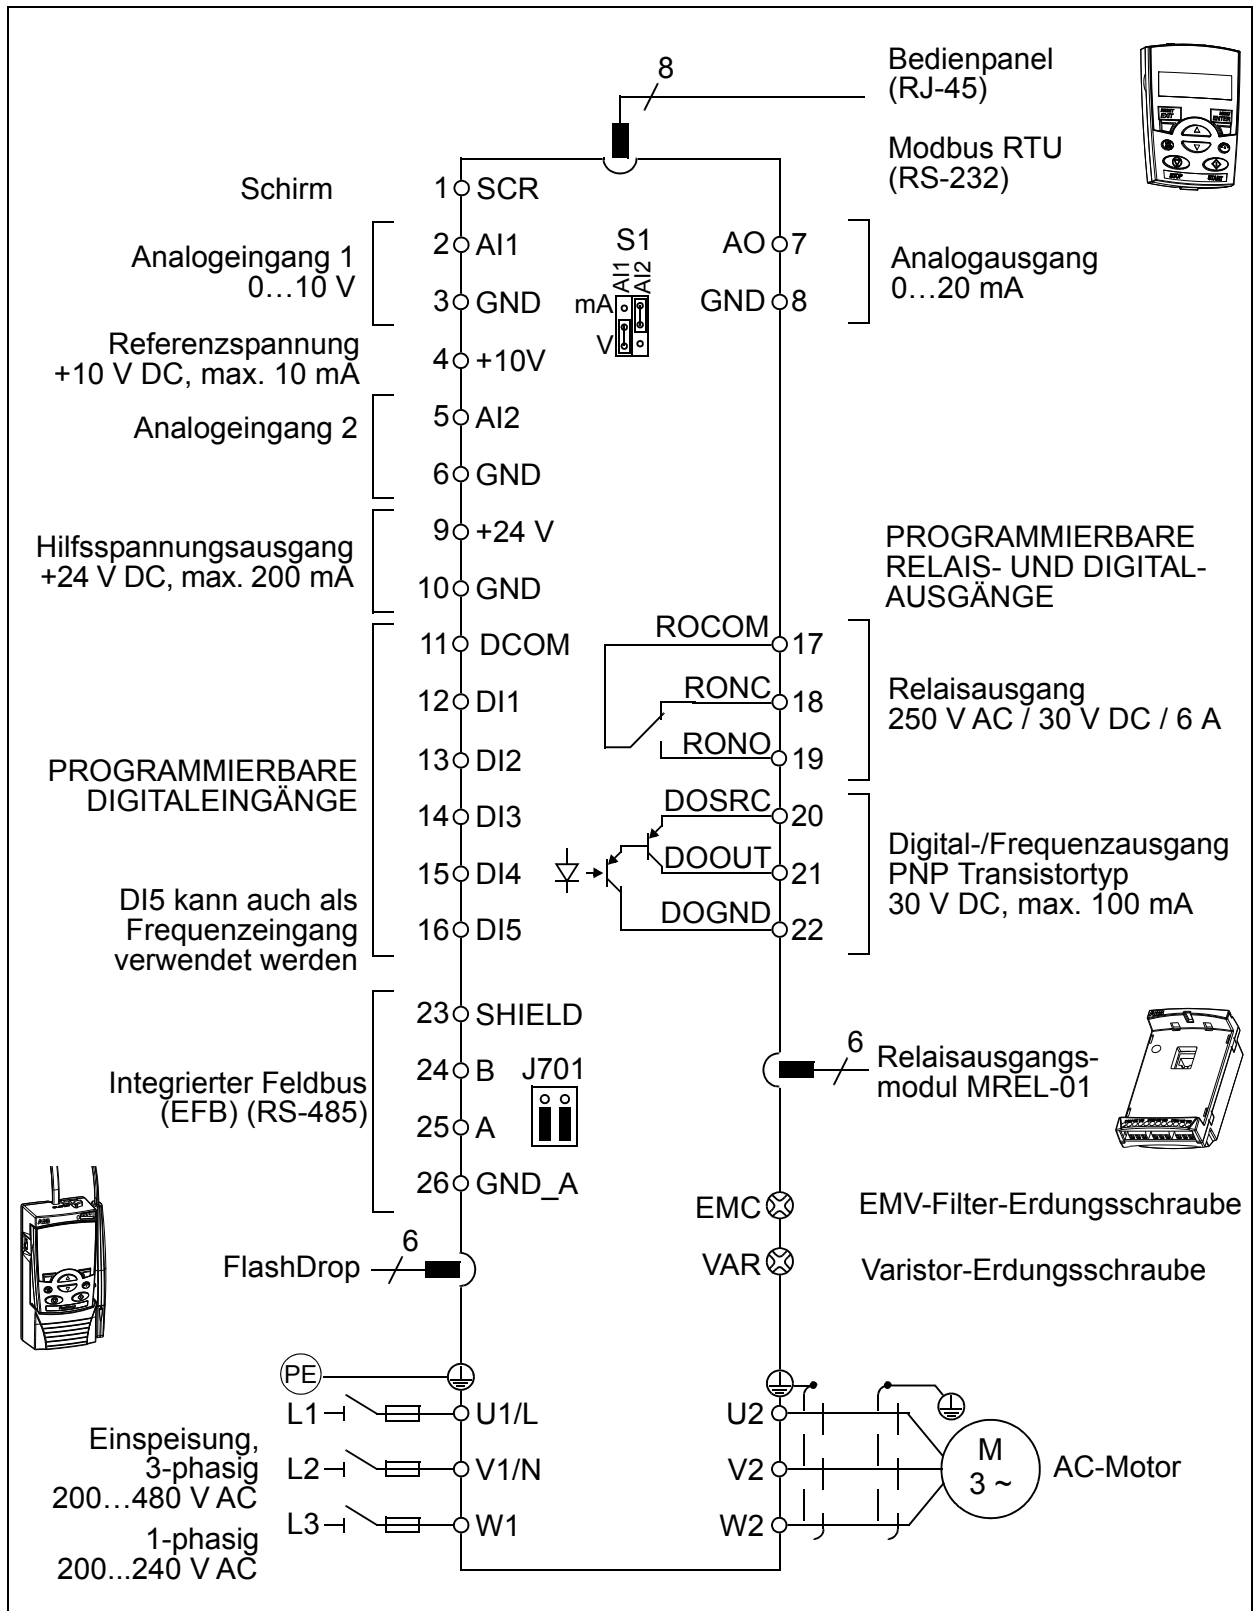 8
Bedienpanel
(RJ-45)
Modbus RTU
(RS-232)
EXIT
ENTER
STOP
START
Schirm
1 SCR
Analogeingang 1
0…10 V
2 AI1
3 GND
S1
AI1
AI2
mA
V
AO 7
GND 8
Analogausgang
0…20 mA
Referenzspannung
+10 V DC, max. 10 mA
4 +10V
Analogeingang 2
5 AI2
6 GND
Hilfsspannungsausgang
+24 V DC, max. 200 mA
9 +24 V
10 GND
PROGRAMMIERBARE
RELAIS- UND DIGITAL-
AUSGÄNGE
PROGRAMMIERBARE
DIGITALEINGÄNGE
DI5 kann auch als
Frequenzeingang
verwendet werden
11 DCOM
12 DI1
13 DI2
14 DI3
15 DI4
16 DI5
ROCOM 17
RONC 18
RONO 19
Relaisausgang
250 V AC / 30 V DC / 6 A
DOSRC 20
DOOUT 21
DOGND 22
Digital-/Frequenzausgang
PNP Transistortyp
30 V DC, max. 100 mA
Integrierter Feldbus
(EFB) (RS-485)
23 SHIELD
24 B
25 A
26 GND_A
J701
6
Relaisausgangs-
modul MREL-01
EMC
EMV-Filter-Erdungsschraube
VAR
Varistor-Erdungsschraube
ABB
FlashDrop
6
PE
L1
U1/L
L2
V1/N
L3
W1
Einspeisung,
3-phasig
200…480 V AC
1-phasig
200...240 V AC
U2
V2
W2
M
3 ~
AC-Motor